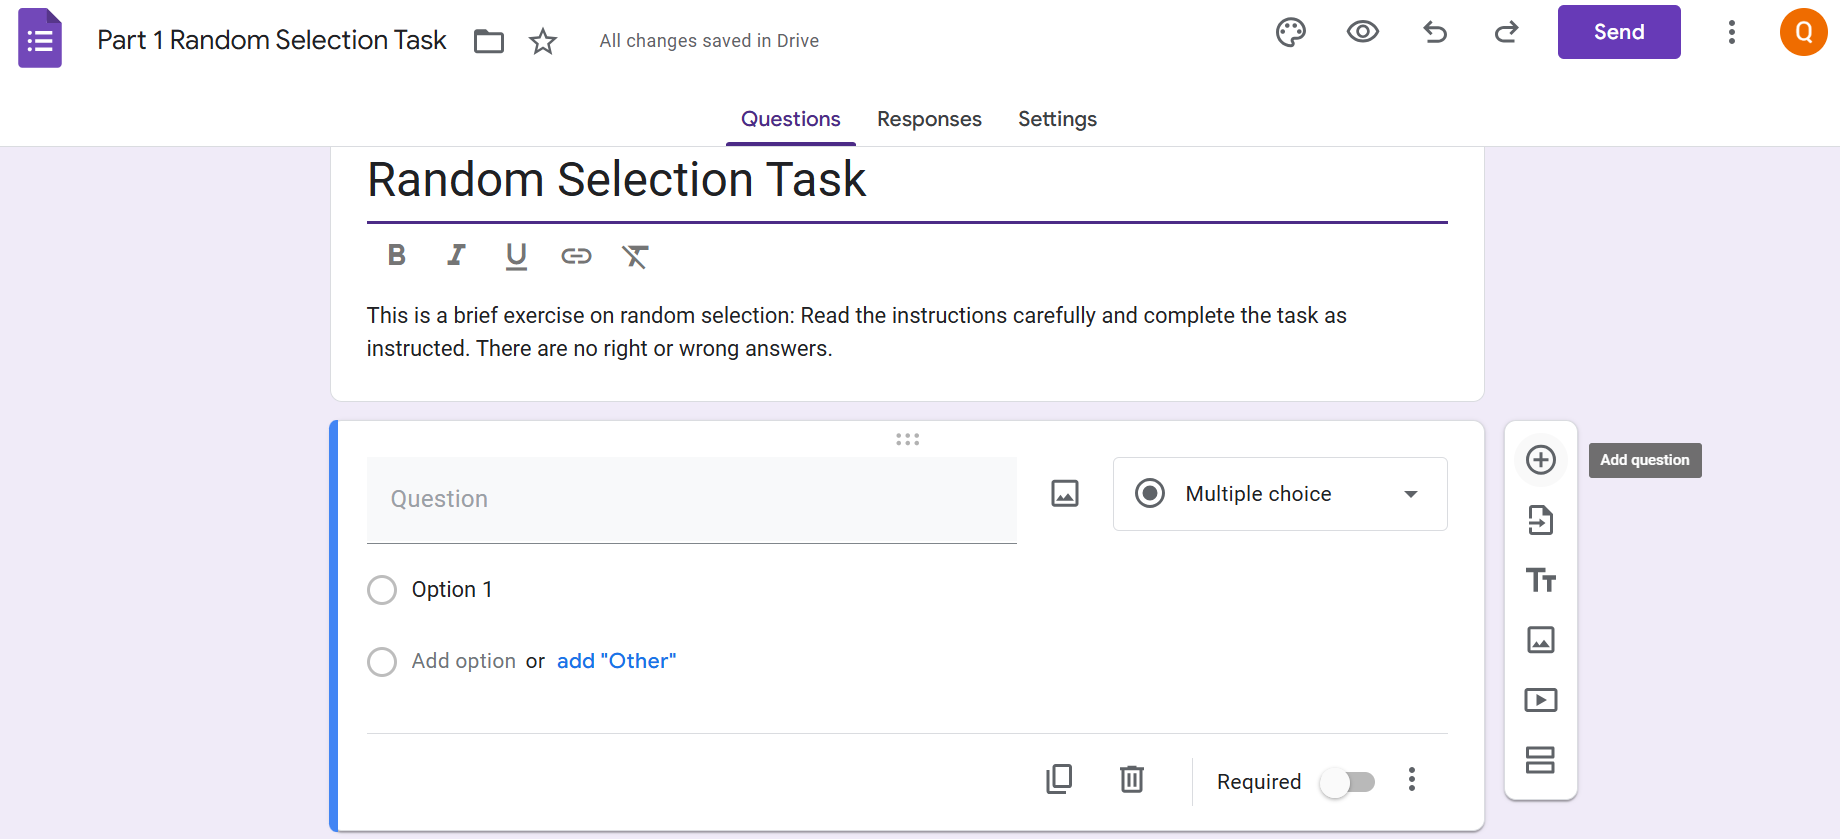 Part 1 Random Selection Task
All changes saved in Drive
Send
Q
Questions
Responses
Settings
Random Selection Task
B I U
This is a brief exercise on random selection: Read the instructions carefully and complete the task as
instructed. There are no right or wrong answers.
Question
Multiple choice
Add question
Option 1
Add option or add "Other"
Required